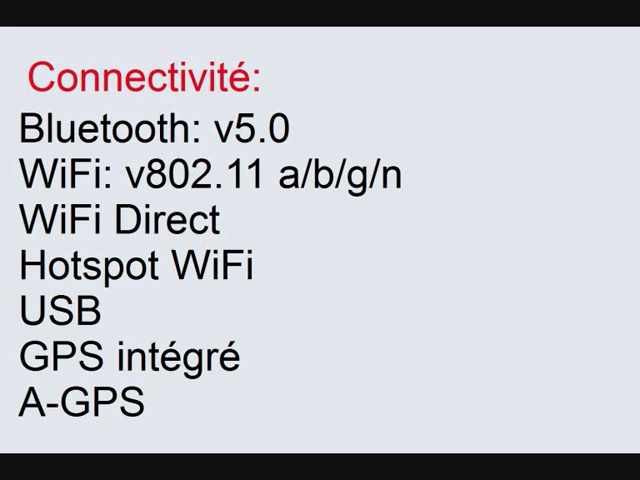 Connectivité:
Bluetooth: v5.0
WiFi: v802.11 a/b/g/n
WiFi Direct
Hotspot WiFi
USB
GPS intégré
A-GPS